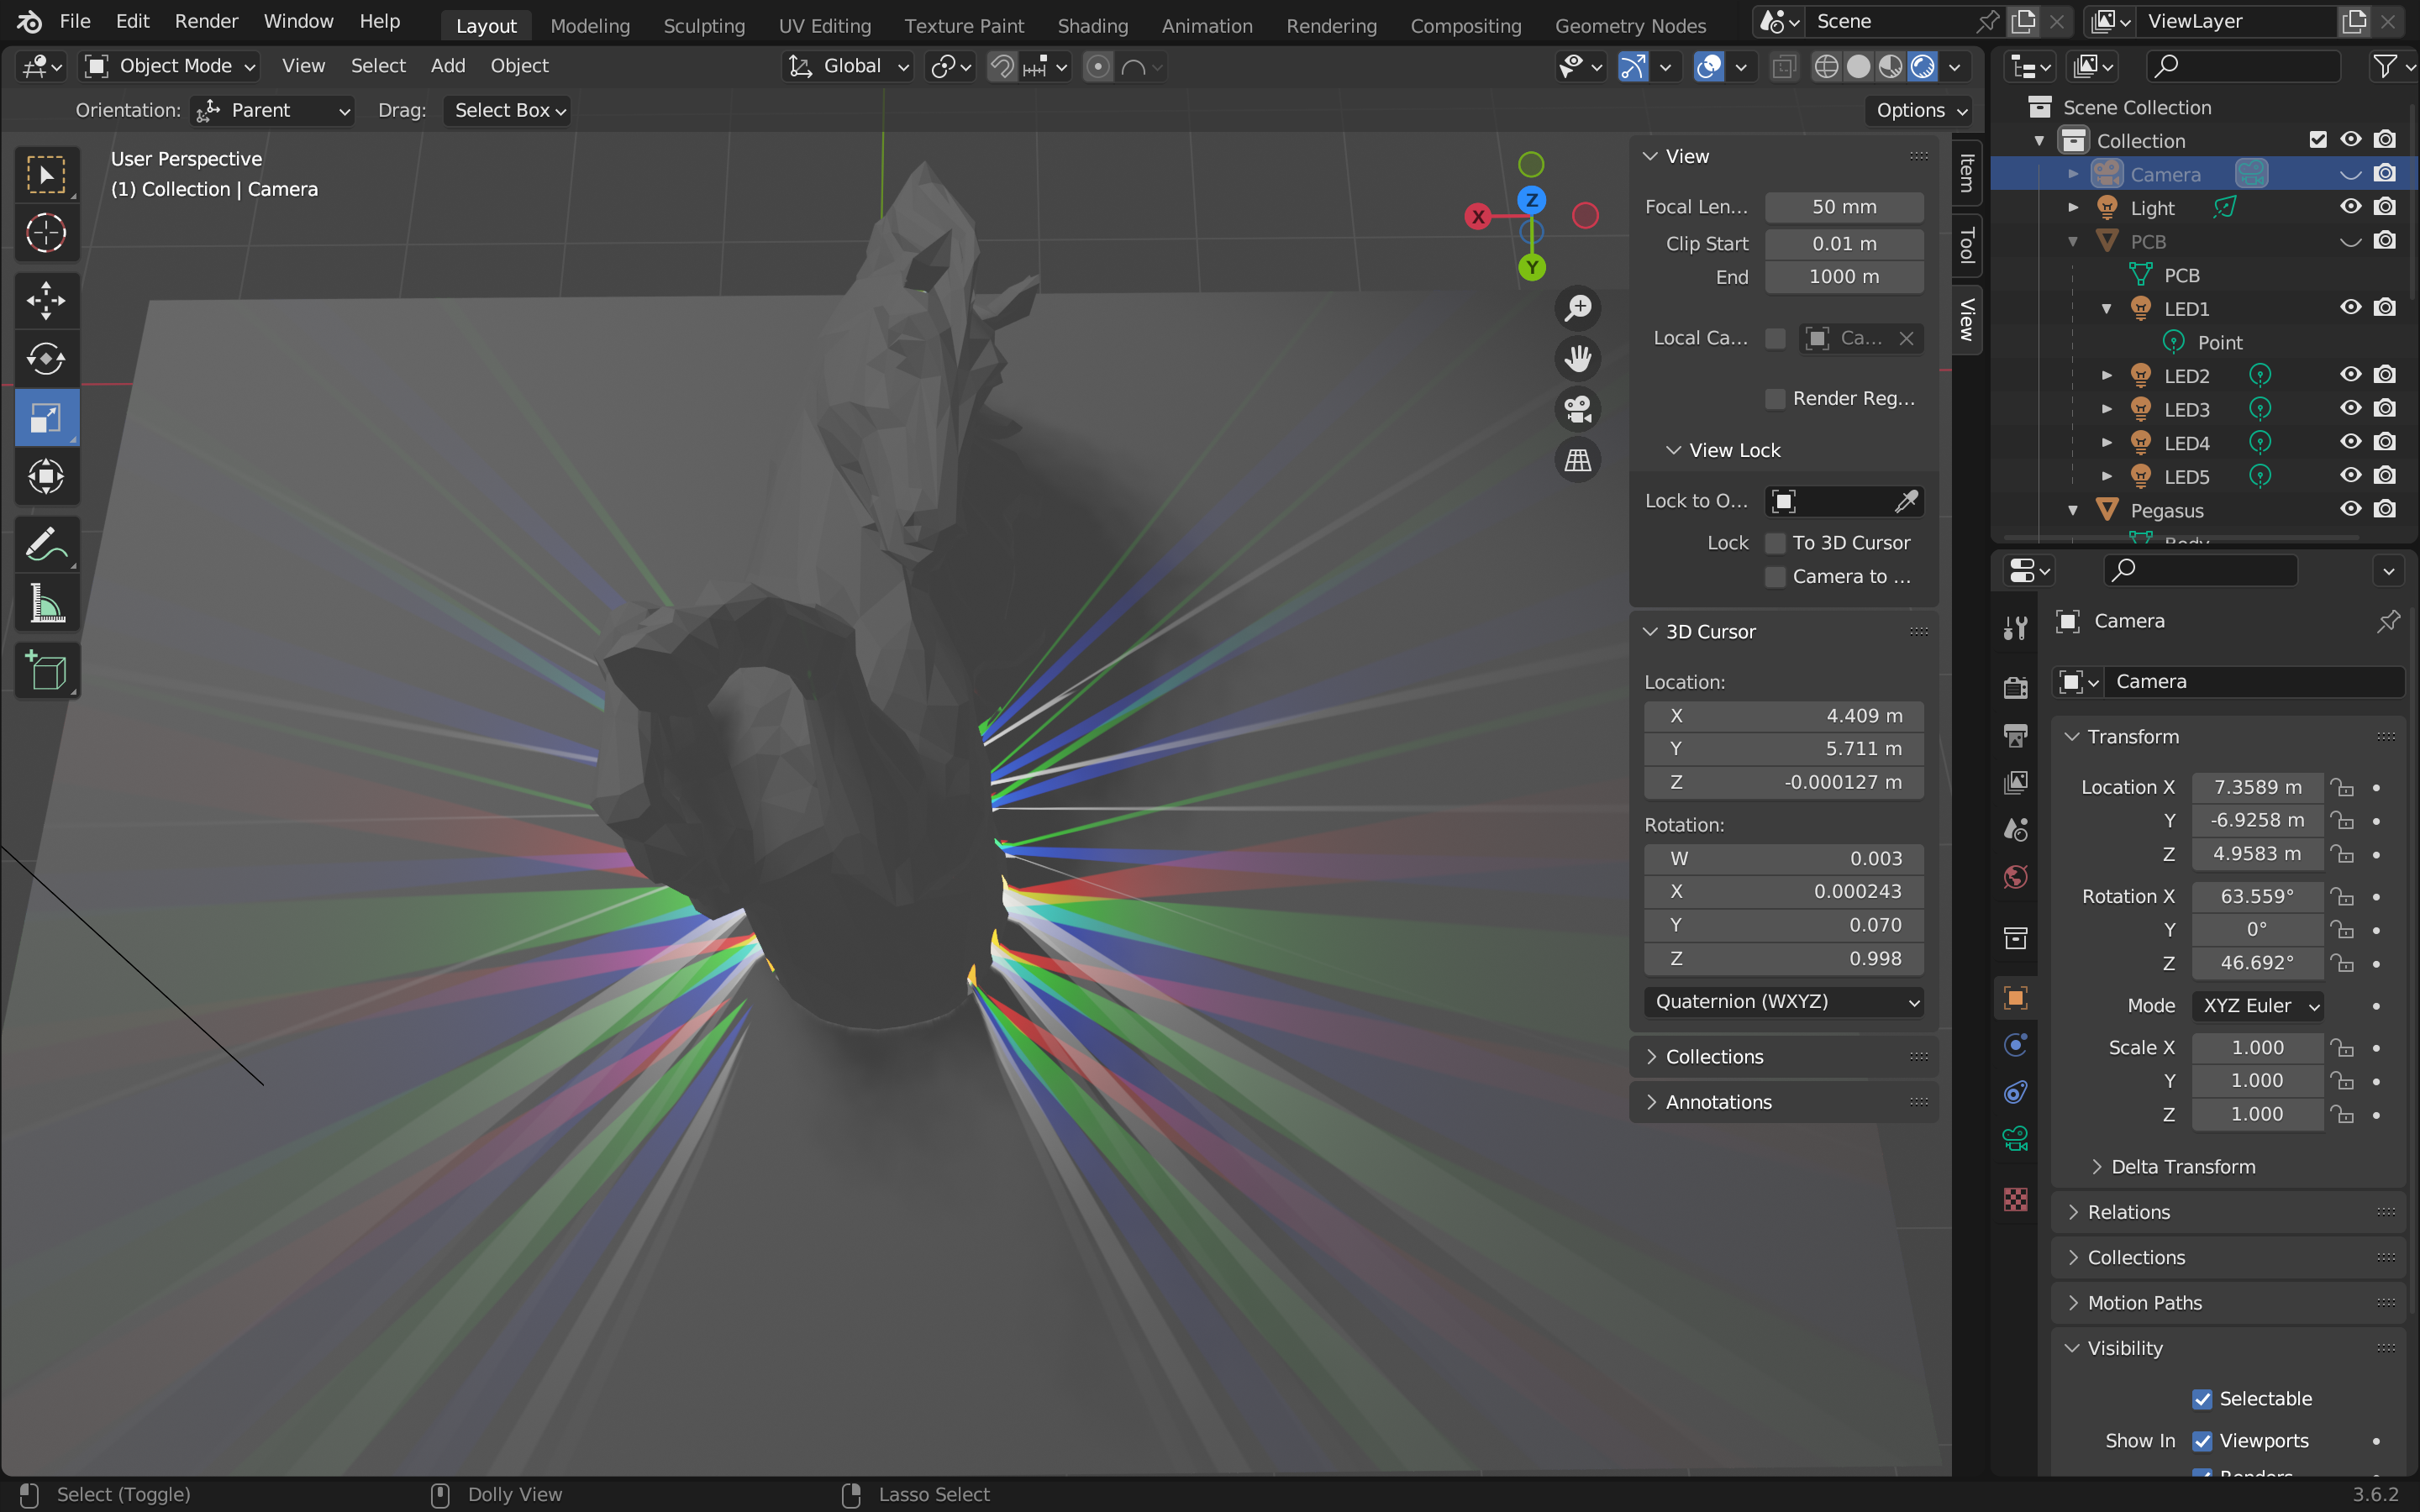 File Edit Render Window Help Layout Modeling Sculpting UV Editing Texture Paint Shading Animation Rendering Compositing Geometry Nodes Scene ViewLayer
Object Mode View Select Add Object Global
Orientation: Parent Drag: Select Box Options
User Perspective
(1) Collection | Camera
X
Z
Y
View
Focal Len... 50 mm
Clip Start 0.01 m
End 1000 m
Local Ca... Ca...
Render Reg...
View Lock
Lock to O...
Lock To 3D Cursor
Camera to ...
3D Cursor
Location:
X 4.409 m
Y 5.711 m
Z -0.000127 m
Rotation:
W 0.003
X 0.000243
Y 0.070
Z 0.998
Quaternion (WXYZ)
Collections
Annotations
Item
Tool
View
Scene Collection
Collection
Camera
Light
PCB
PCB
LED1
Point
LED2
LED3
LED4
LED5
Pegasus
Body
Camera
Camera
Transform
Location X 7.3589 m
Y -6.9258 m
Z 4.9583 m
Rotation X 63.559°
Y 0°
Z 46.692°
Mode XYZ Euler
Scale X 1.000
Y 1.000
Z 1.000
Delta Transform
Relations
Collections
Motion Paths
Visibility
Selectable
Show In Viewports
Renders
Select (Toggle) Dolly View Lasso Select 3.6.2